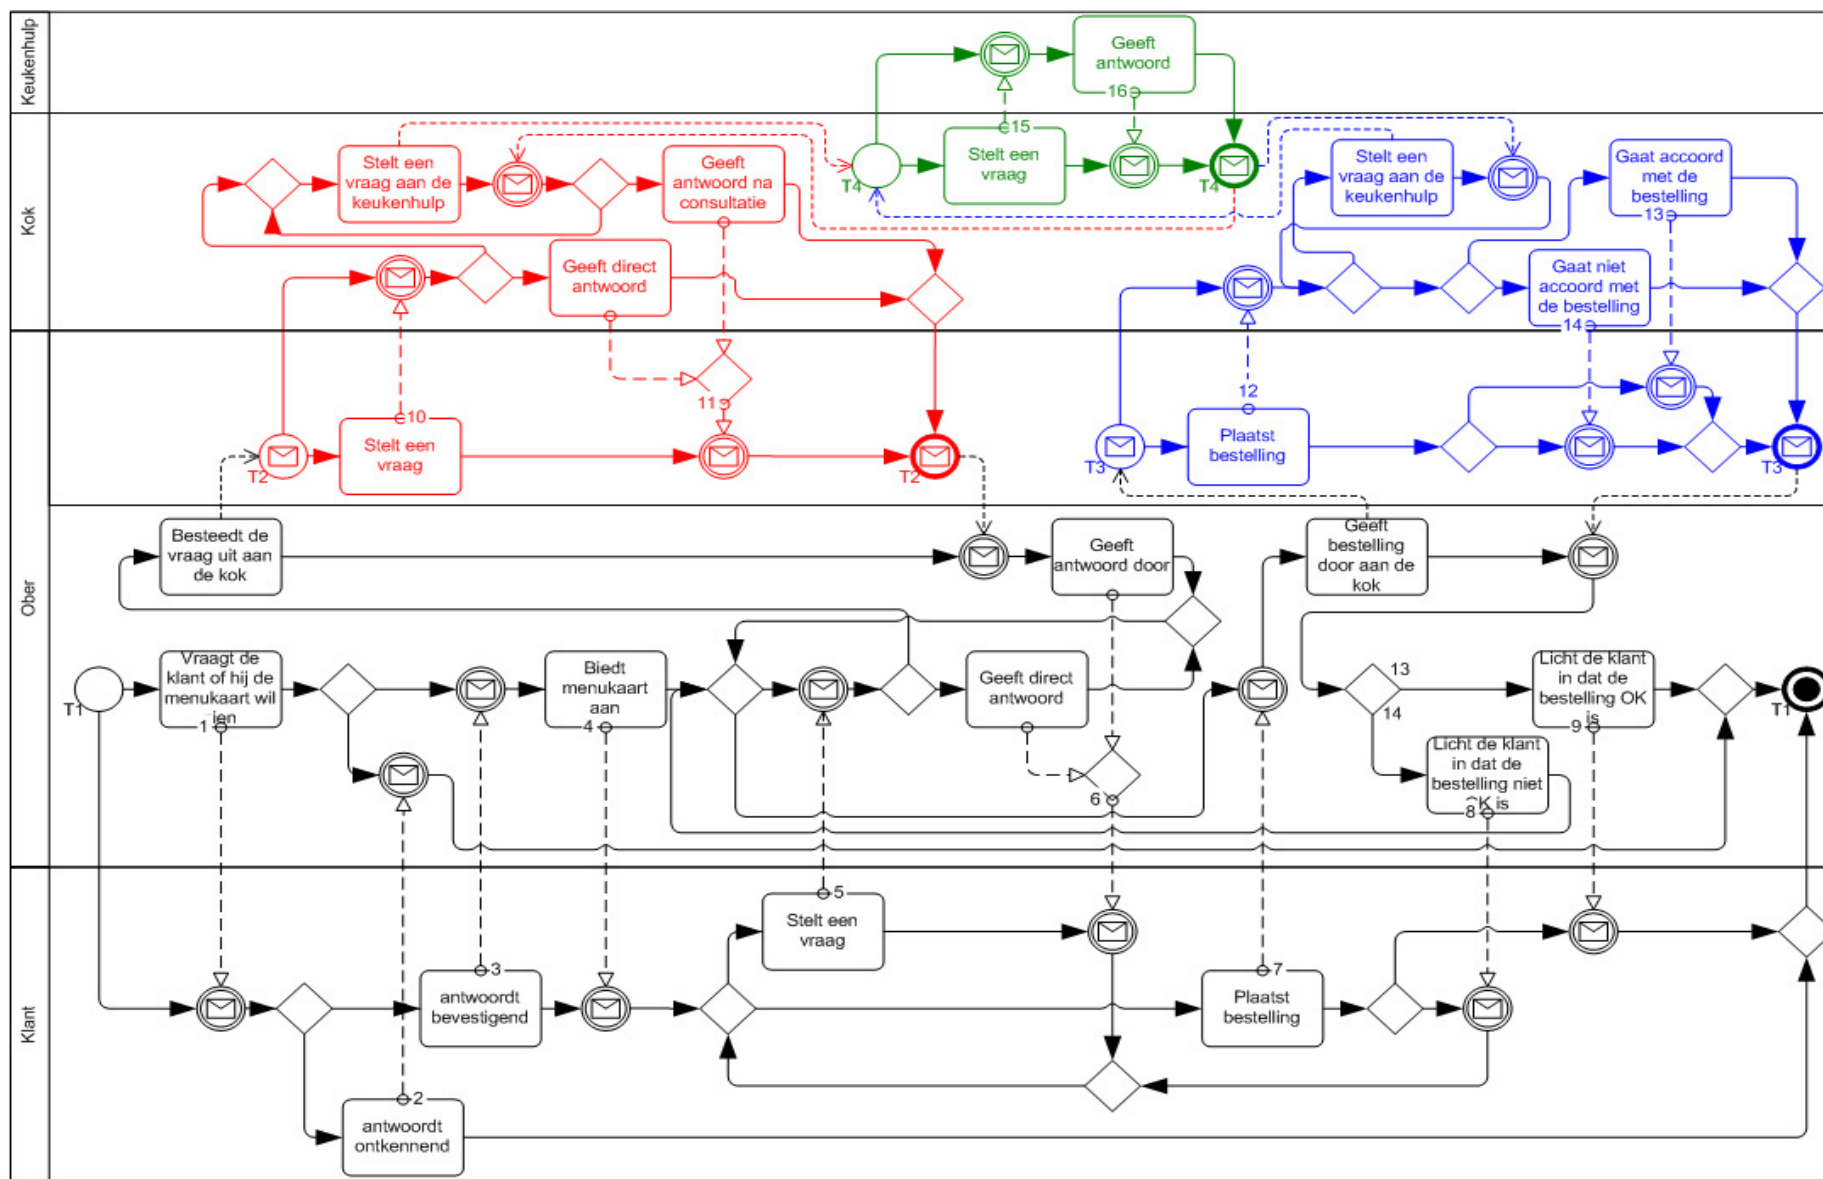 Keukenhulp
Geeft
antwoord
16
15
Stelt een
vraag
T4
T4
Kok
Stelt een
vraag aan de
keukenhulp
Geeft
antwoord na
consultatie
Geeft direct
antwoord
Stelt een
vraag aan de
keukenhulp
Gaat accoord
met de
bestelling
13
Gaat niet
accoord met
de bestelling
14
Ober
10
Stelt een
vraag
T2
11
T2
12
Plaatst
bestelling
T3
T3
Besteedt de
vraag uit aan
de kok
Geeft
antwoord door
Geeft
bestelling
door aan de
kok
T1
Vraagt de
klant of hij de
menukaart wil
zien
1
Biedt
menukaart
aan
4
Geeft direct
antwoord
6
13
14
Licht de klant
in dat de
bestelling OK
is
9
Licht de klant
in dat de
bestelling niet
OK is
8
T1
Klant
5
Stelt een
vraag
3
antwoordt
bevestigend
7
Plaatst
bestelling
2
antwoordt
ontkennend